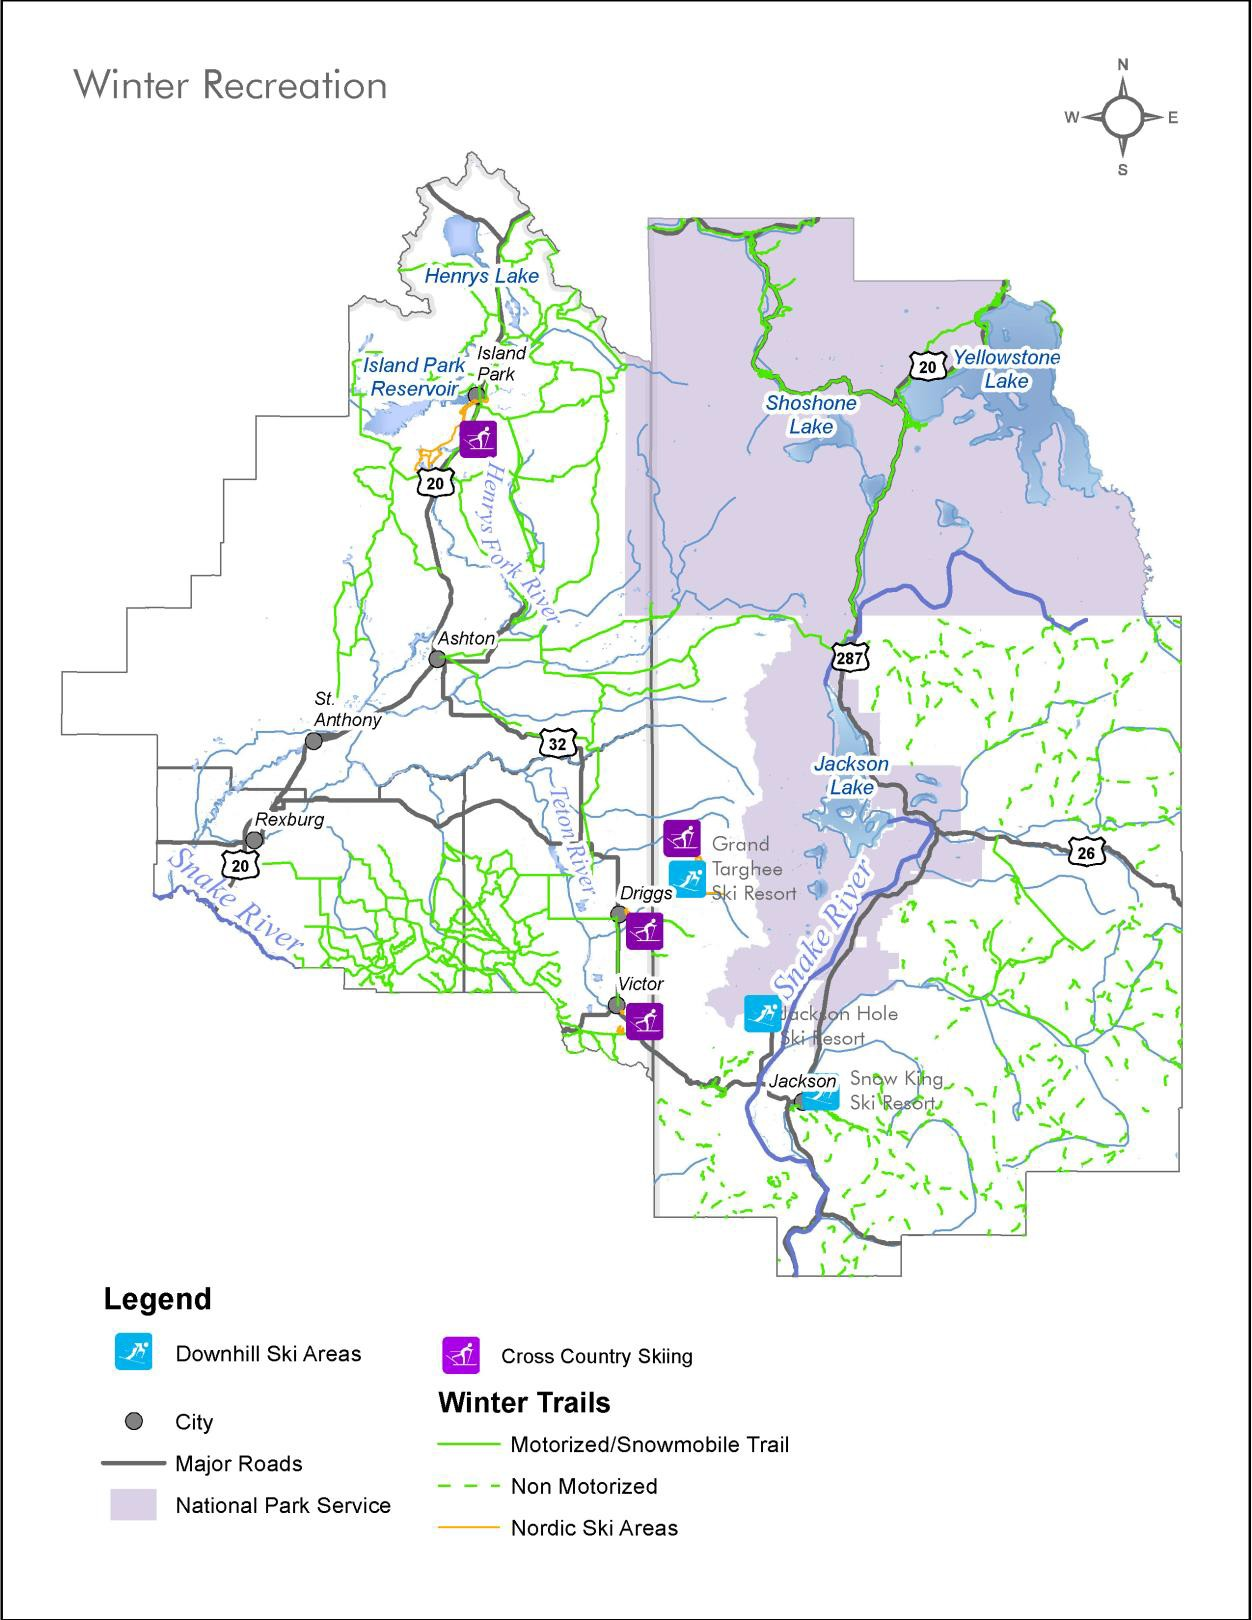 Winter Recreation
N
W
E
S
Henrys Lake
Island
Park
Island Park
Reservoir
20
Yellowstone
Lake
20
Shoshone
Lake
Henrys Fork River
Ashton
287
St.
Anthony
32
Jackson
Lake
Rexburg
20
Teton River
Snake River
Grand
Targhee
Ski Resort
26
Driggs
Snake River
Victor
Jackson Hole
Ski Resort
Jackson
Snow King
Ski Resort
Legend
Downhill Ski Areas
Cross Country Skiing
Winter Trails
City
Motorized/Snowmobile Trail
Major Roads
Non Motorized
National Park Service
Nordic Ski Areas